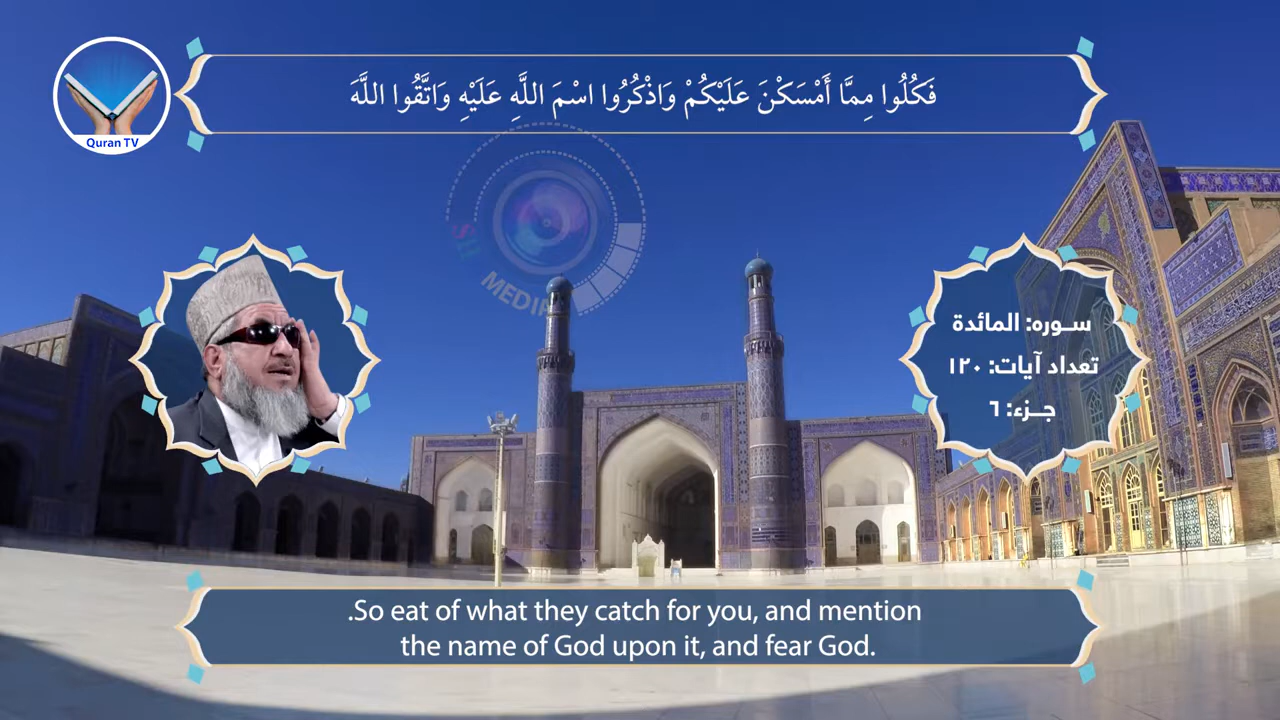 فَكُلُوا مِمَّا أَمْسَكْنَ عَلَيْكُمْ وَاذْكُرُوا اسْمَ اللَّهِ عَلَيْهِ وَاتَّقُوا اللَّهَ
Quran TV
سوره: المائدة
تعداد آیات: ١٢٠
جزء: ٦
.So eat of what they catch for you, and mention
the name of God upon it, and fear God.